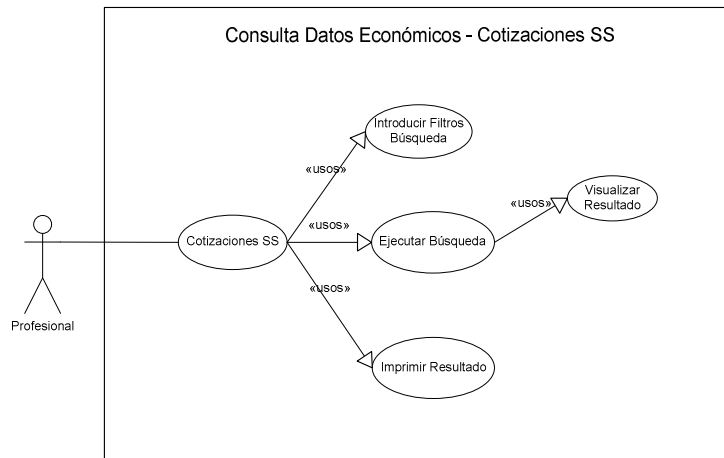 Consulta Datos Económicos - Cotizaciones SS
Introducir Filtros
Búsqueda
«usos»
Visualizar
Resultado
«usos»
«usos»
Cotizaciones SS
Ejecutar Búsqueda
«usos»
Profesional
Imprimir Resultado